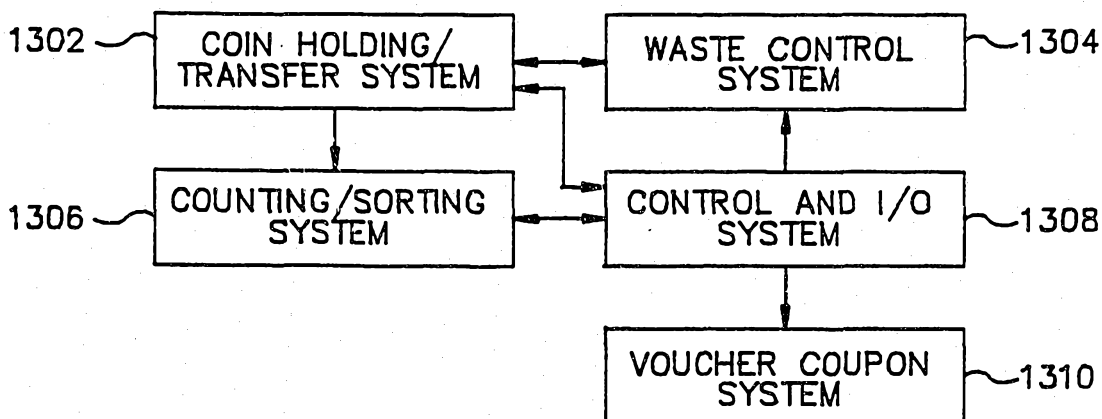 1302
COIN HOLDING/
TRANSFER SYSTEM
WASTE CONTROL
SYSTEM
1304
1306
COUNTING/SORTING
SYSTEM
CONTROL AND I/O
SYSTEM
1308
VOUCHER COUPON
SYSTEM
1310